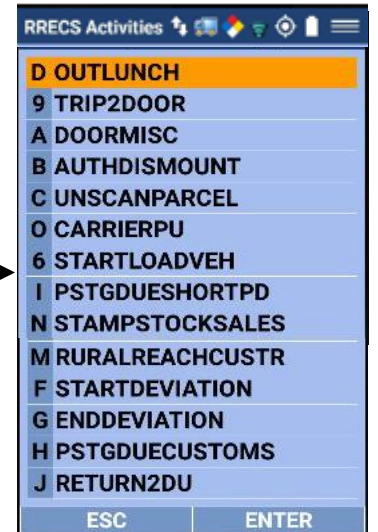 RRECS Activities
D OUTLUNCH
9 TRIP2DOOR
A DOORMISC
B AUTHDISMOUNT
C UNSCANPARCEL
O CARRIERPU
6 STARTLOADVEH
I PSTGDUESHORTPD
N STAMPSTOCKSALES
M RURALREACHCUSTR
F STARTDEVIATION
G ENDDEVIATION
H PSTGDUECUSTOMS
J RETURN2DU
ESC ENTER